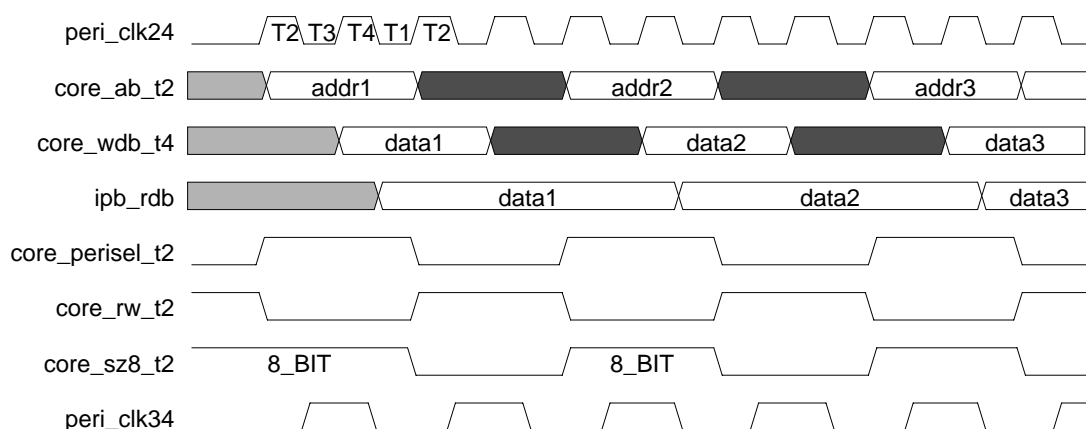 peri_clk24 T2 T3 T4 T1 T2
core_ab_t2 addr1 addr2 addr3
core_wdb_t4 data1 data2 data3
ipb_rdb data1 data2 data3
core_perisel_t2
core_rw_t2
core_sz8_t2 8_BIT 8_BIT
peri_clk34